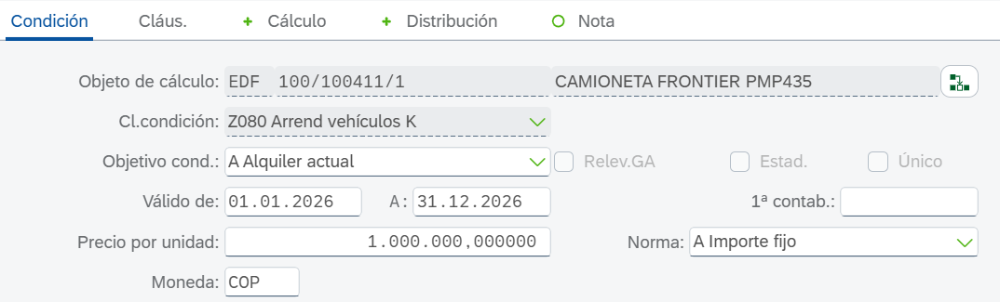 Condición Cláus. Cálculo Distribución Nota
Objeto de cálculo: EDF 100/100411/1 CAMIONETA FRONTIER PMP435
Cl.condición: Z080 Arrend vehículos K
Objetivo cond.: A Alquiler actual Relev.GA Estad. Único
Válido de: 01.01.2026 A: 31.12.2026 1ª contab.:
Precio por unidad: 1.000.000,000000 Norma: A Importe fijo
Moneda: COP